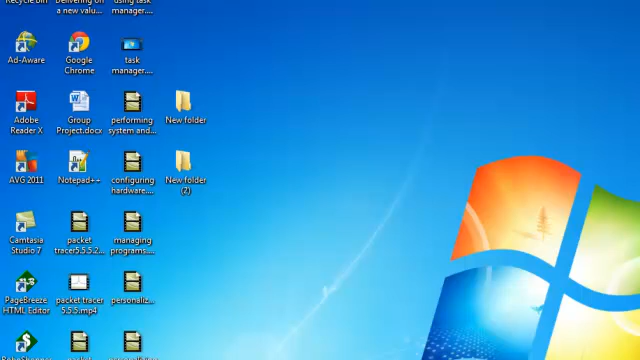 Recycle Bin
Delivering on
a new valu...
using task
manager....
Ad-Aware
Google
Chrome
task
manager....
Adobe
Reader X
Group
Project.docx
performing
system and...
New folder
AVG 2011
Notepad++
configuring
hardware....
New folder
(2)
Camtasia
Studio 7
packet
tracer5.5.5.2...
managing
programs....
PageBreeze
HTML Editor
packet tracer
5.5.5.mp4
personaliz...